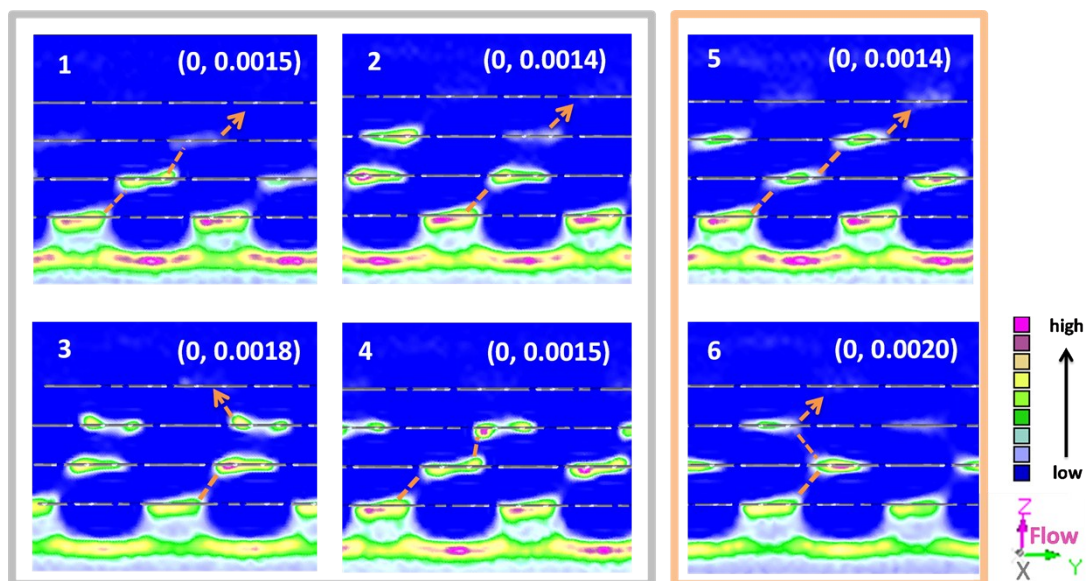 1 (0, 0.0015)
2 (0, 0.0014)
5 (0, 0.0014)
3 (0, 0.0018)
4 (0, 0.0015)
6 (0, 0.0020)
high
low
Z
Flow
X
Y